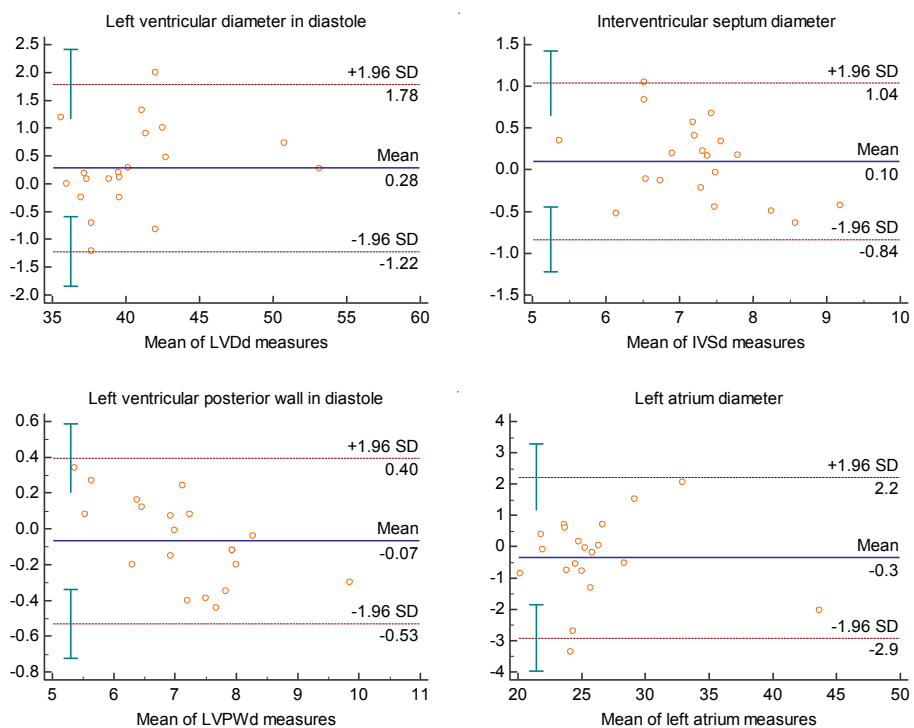 Left ventricular diameter in diastole
2.5
2.0
1.5
1.0
0.5
0.0
-0.5
-1.0
-1.5
-2.0
+1.96 SD
1.78
Mean
0.28
-1.96 SD
-1.22
35 40 45 50 55 60
Mean of LVDd measures
Interventricular septum diameter
1.5
1.0
0.5
0.0
-0.5
-1.0
-1.5
+1.96 SD
1.04
Mean
0.10
-1.96 SD
-0.84
5 6 7 8 9 10
Mean of IVSd measures
Left ventricular posterior wall in diastole
0.6
0.4
0.2
0.0
-0.2
-0.4
-0.6
-0.8
+1.96 SD
0.40
Mean
-0.07
-1.96 SD
-0.53
5 6 7 8 9 10 11
Mean of LVPWd measures
Left atrium diameter
4
3
2
1
0
-1
-2
-3
-4
+1.96 SD
2.2
Mean
-0.3
-1.96 SD
-2.9
20 25 30 35 40 45 50
Mean of left atrium measures